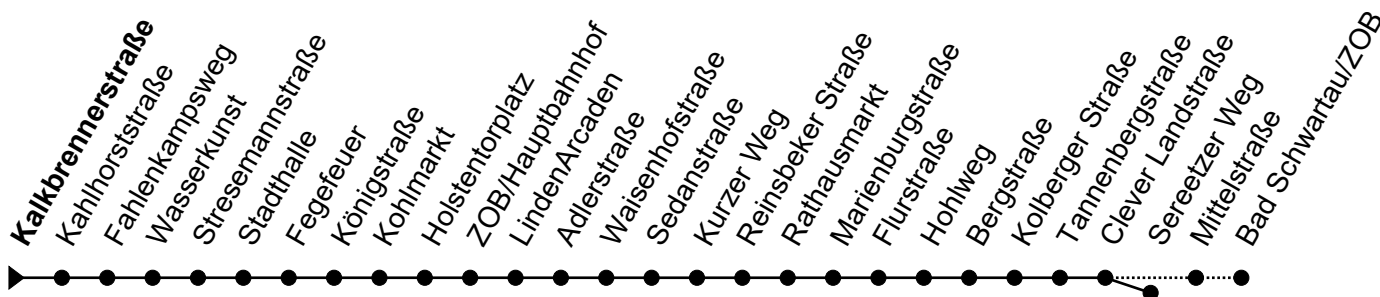 Kalkbrennerstraße
Kahlhorststraße
Fahlenkampsweg
Wasserkunst
Stresemannstraße
Stadthalle
Fegefeuer
Königstraße
Kohlmarkt
Holstentorplatz
ZOB/Hauptbahnhof
LindenArcaden
Adlerstraße
Waisenhofstraße
Sedanstraße
Kurzer Weg
Reinsbeker Straße
Rathausmarkt
Marienburgstraße
Flurstraße
Hohlweg
Bergstraße
Kolberger Straße
Tannenbergstraße
Clever Landstraße
Sereetzer Weg
Mittelstraße
Bad Schwartau/ZOB